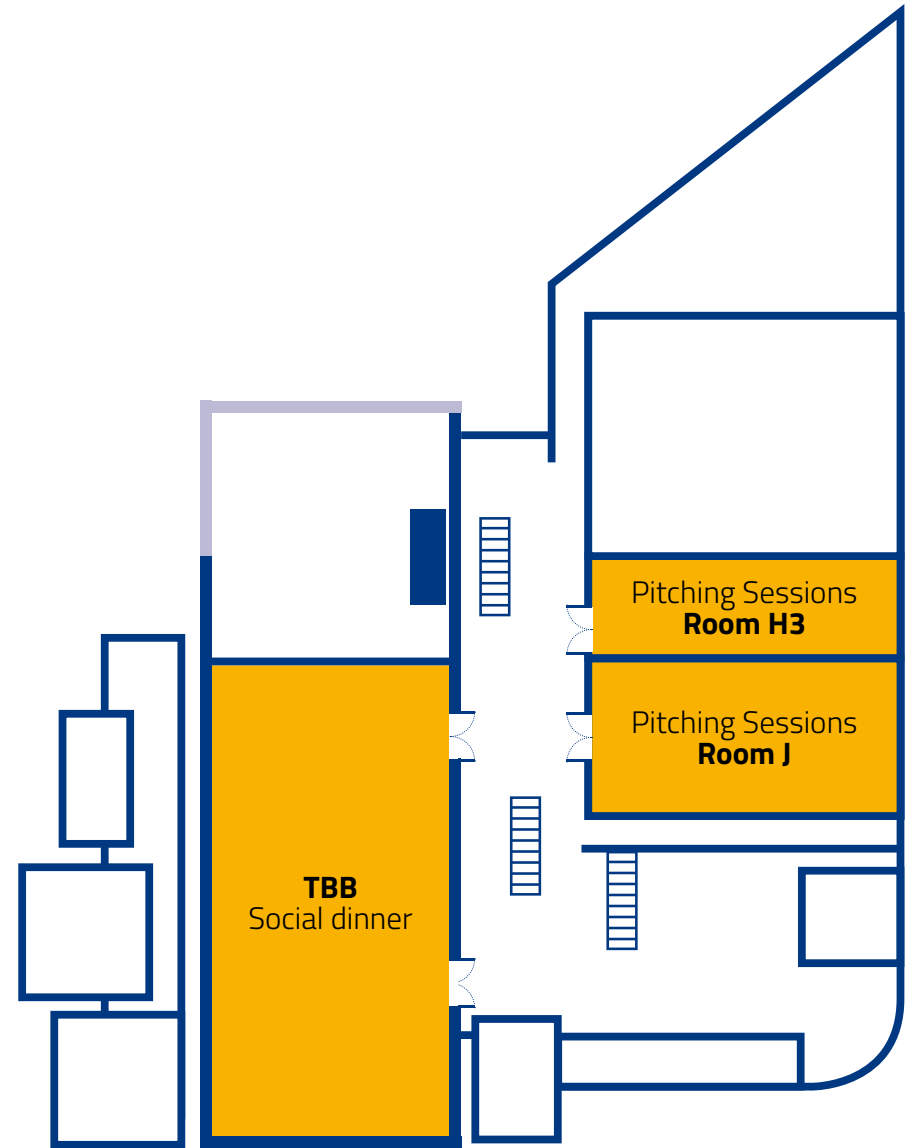 Pitching Sessions
Room H3
Pitching Sessions
Room J
TBB
Social dinner